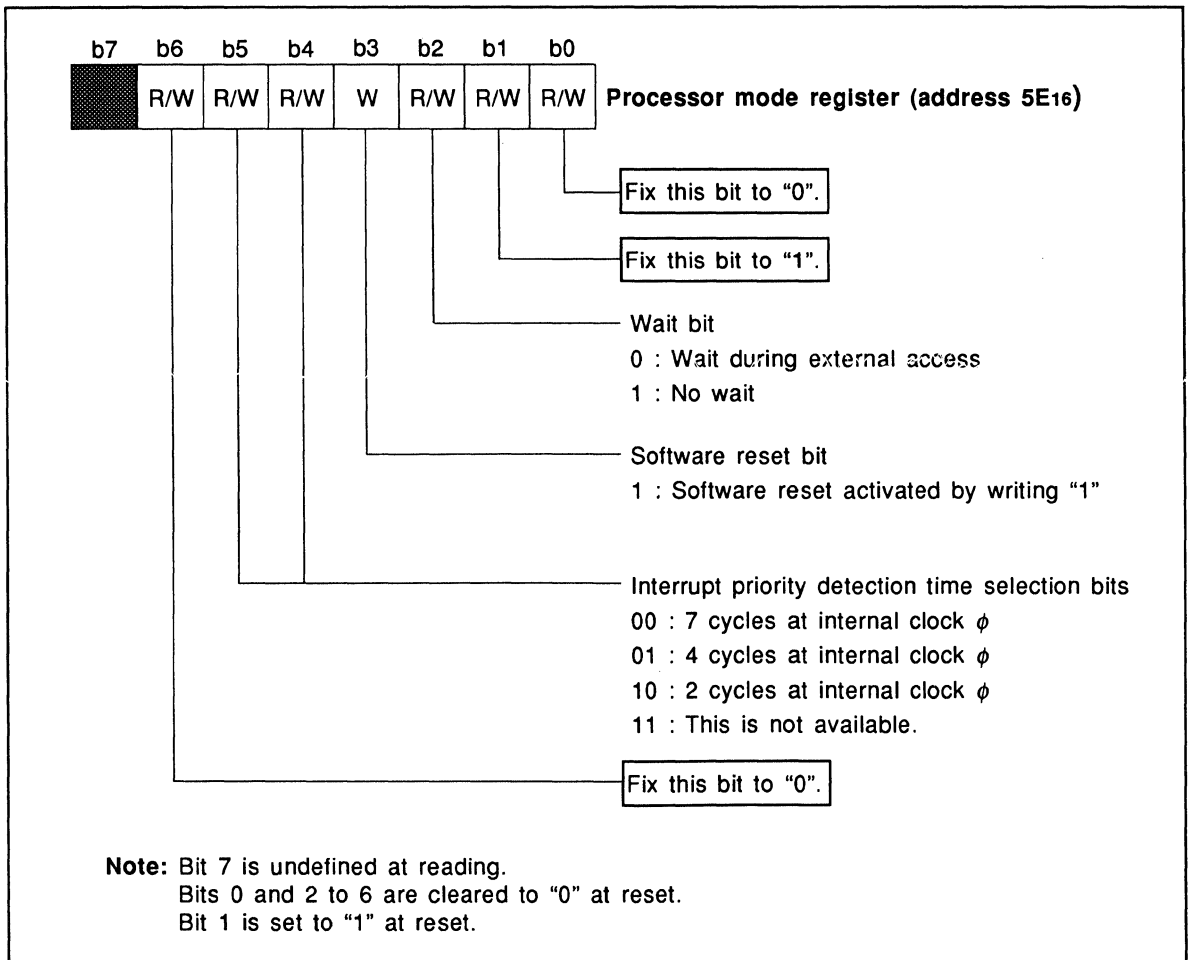 b7 b6 b5 b4 b3 b2 b1 b0
R/W R/W R/W W R/W R/W R/W Processor mode register (address 5E16)
Fix this bit to “0”.
Fix this bit to “1”.
Wait bit
0 : Wait during external access
1 : No wait
Software reset bit
1 : Software reset activated by writing “1”
Interrupt priority detection time selection bits
00 : 7 cycles at internal clock ϕ
01 : 4 cycles at internal clock ϕ
10 : 2 cycles at internal clock ϕ
11 : This is not available.
Fix this bit to “0”.
Note: Bit 7 is undefined at reading.
Bits 0 and 2 to 6 are cleared to “0” at reset.
Bit 1 is set to “1” at reset.